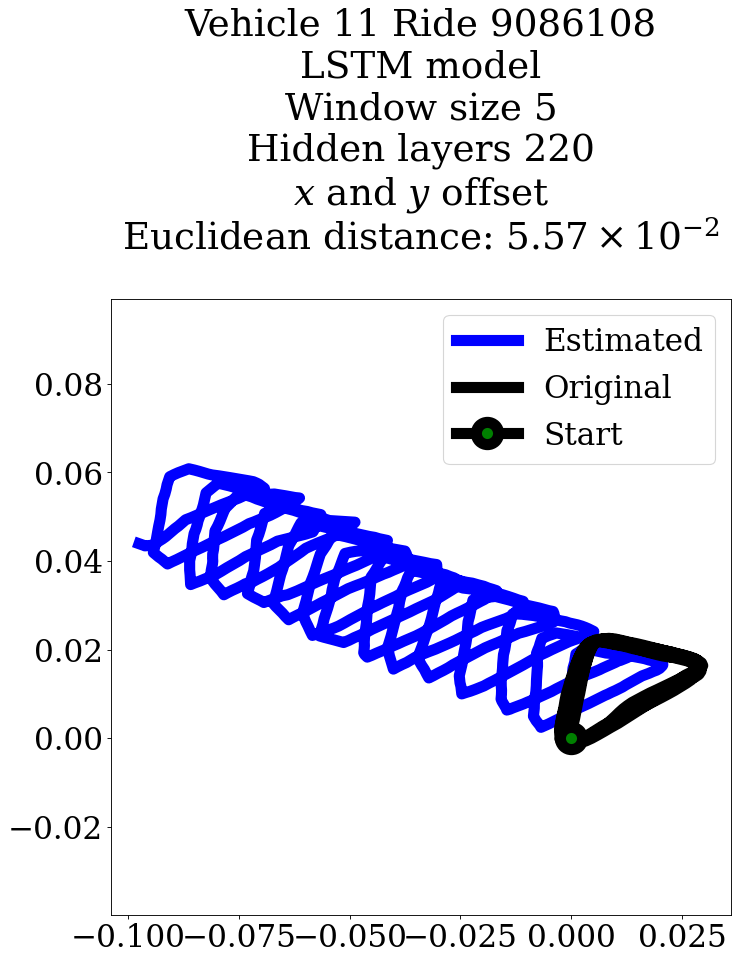 Vehicle 11 Ride 9086108
LSTM model
Window size 5
Hidden layers 220
x and y offset
Euclidean distance: 5.57 × 10⁻²
Estimated
Original
Start
0.08
0.06
0.04
0.02
0.00
−0.02
−0.100 −0.075 −0.050 −0.025 0.000 0.025